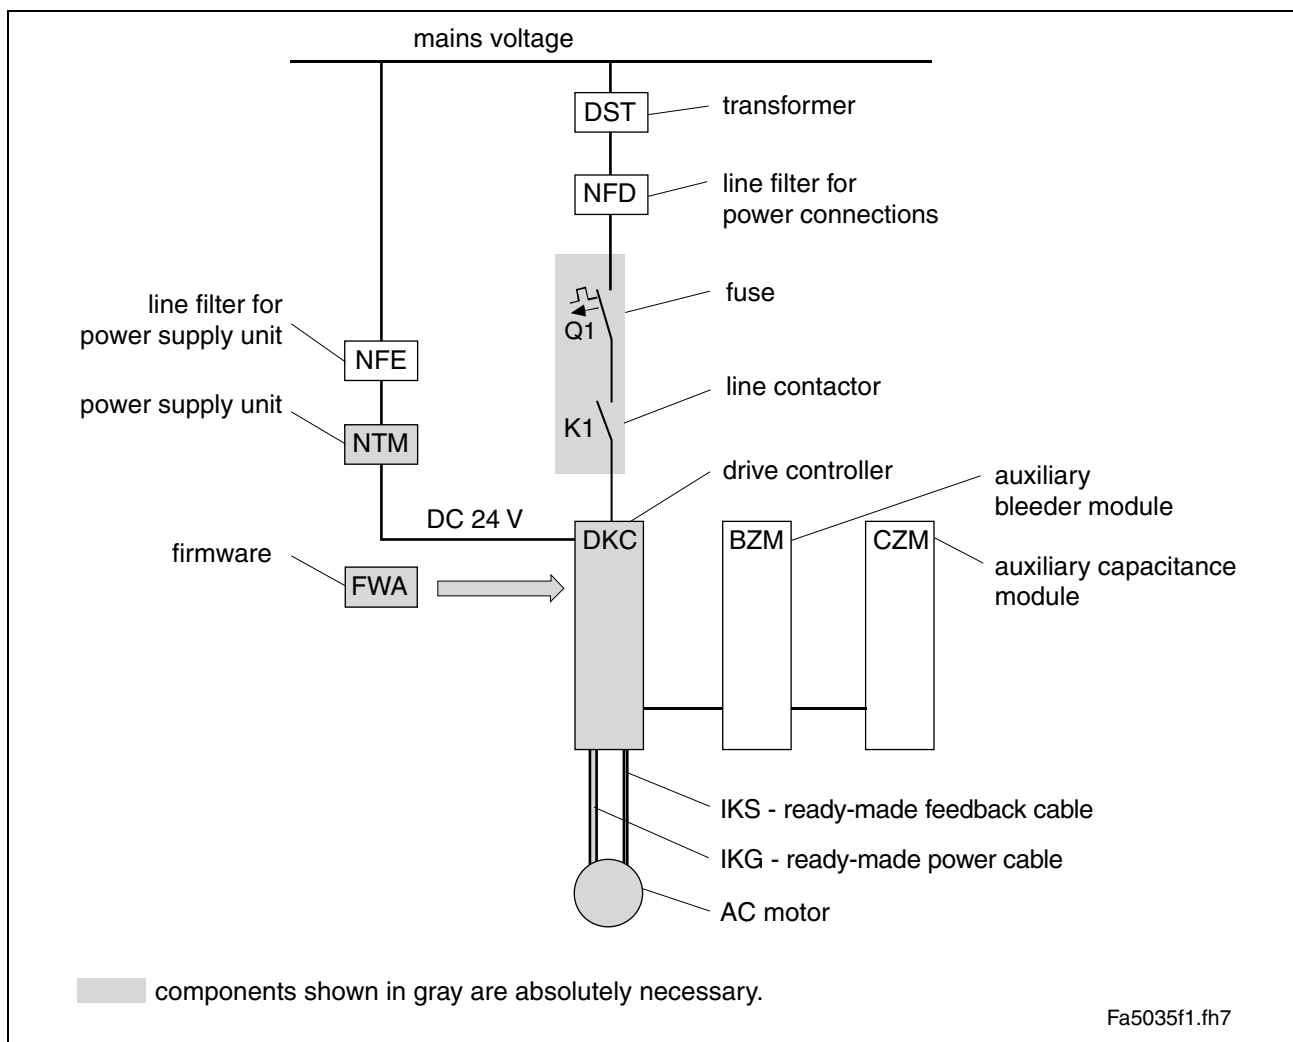 mains voltage
DST
transformer
NFD
line filter for
power connections
fuse
Q1
line filter for
power supply unit
NFE
line contactor
K1
power supply unit
NTM
drive controller
auxiliary
bleeder module
DC 24 V
DKC
BZM
CZM
firmware
FWA
auxiliary capacitance
module
IKS - ready-made feedback cable
IKG - ready-made power cable
AC motor
components shown in gray are absolutely necessary.
Fa5035f1.fh7